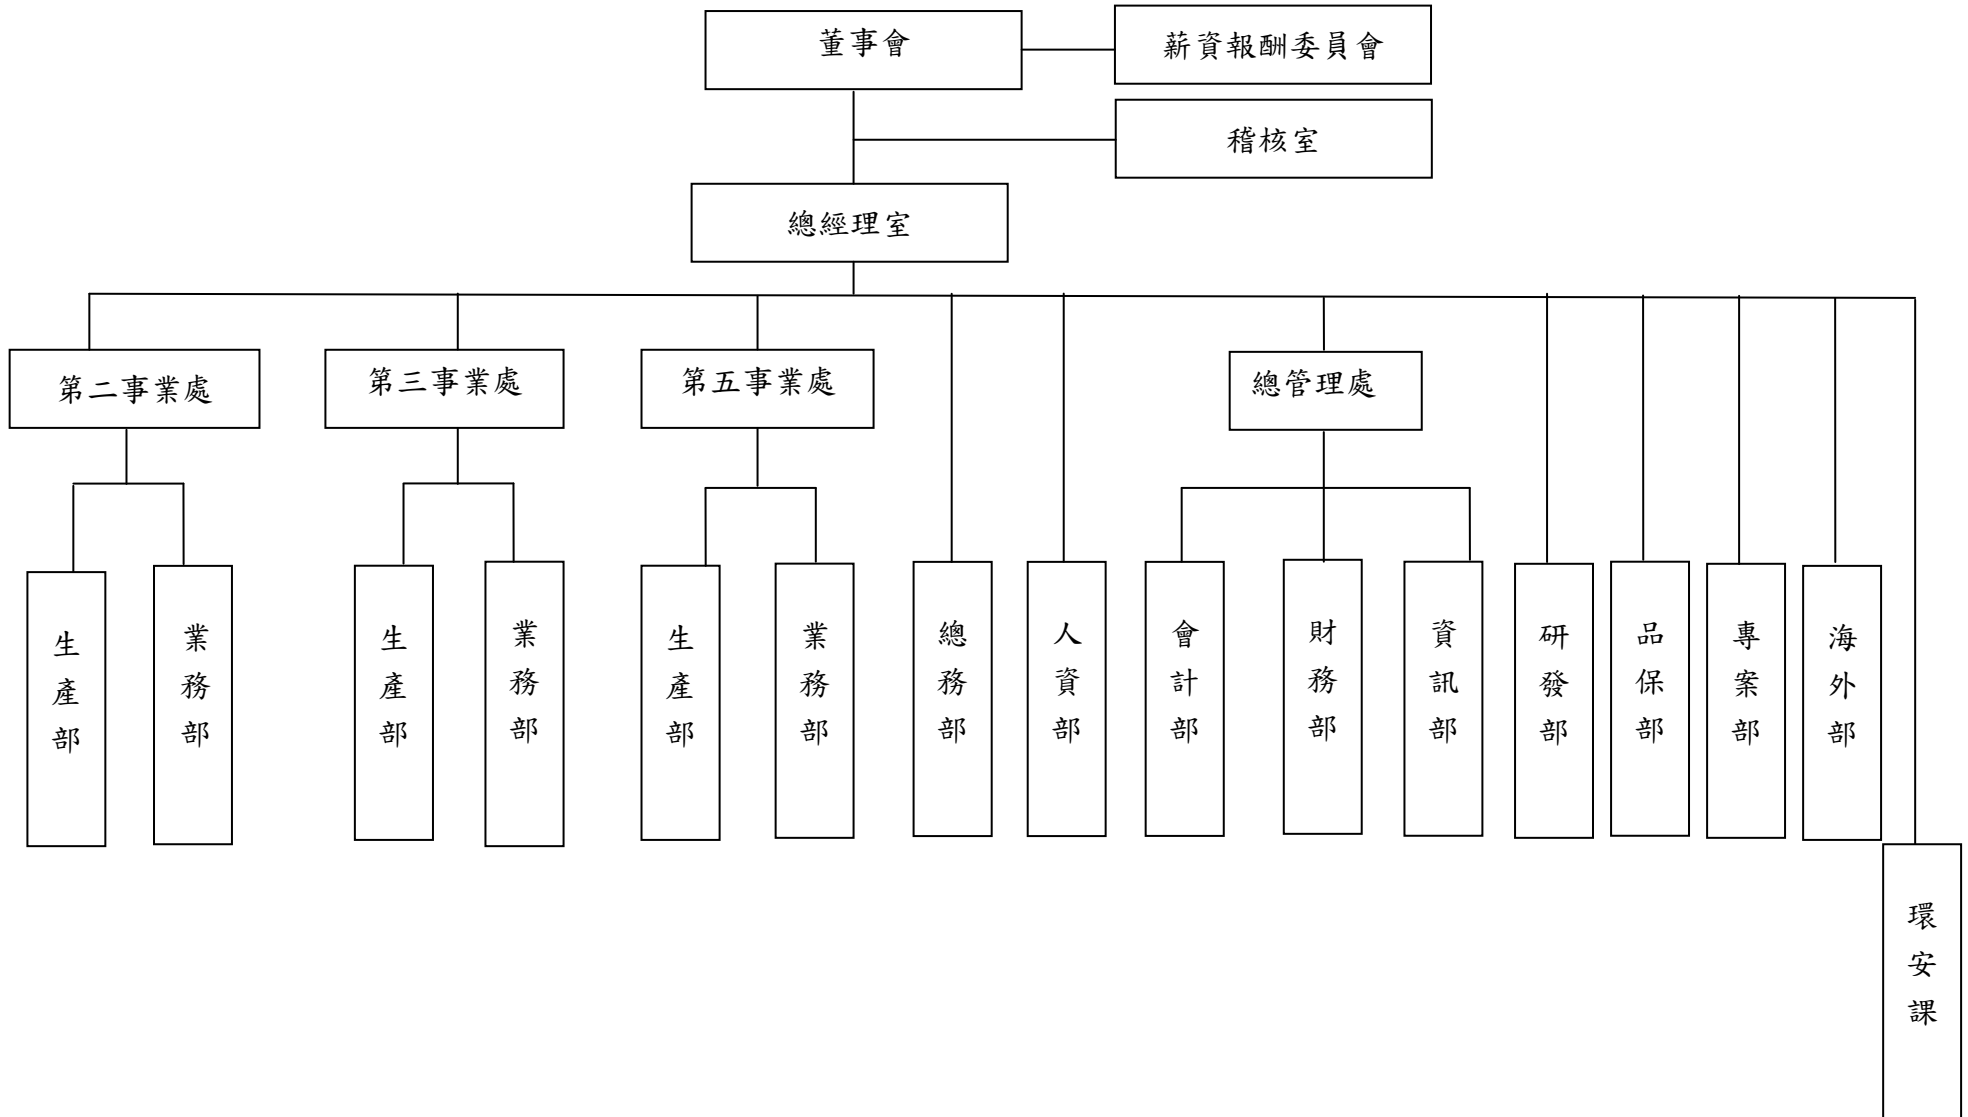 董事會
薪資報酬委員會
稽核室
總經理室
第二事業處
第三事業處
第五事業處
總管理處
生產部
業務部
生產部
業務部
生產部
業務部
總務部
人資部
會計部
財務部
資訊部
研發部
品保部
專案部
海外部
環安課